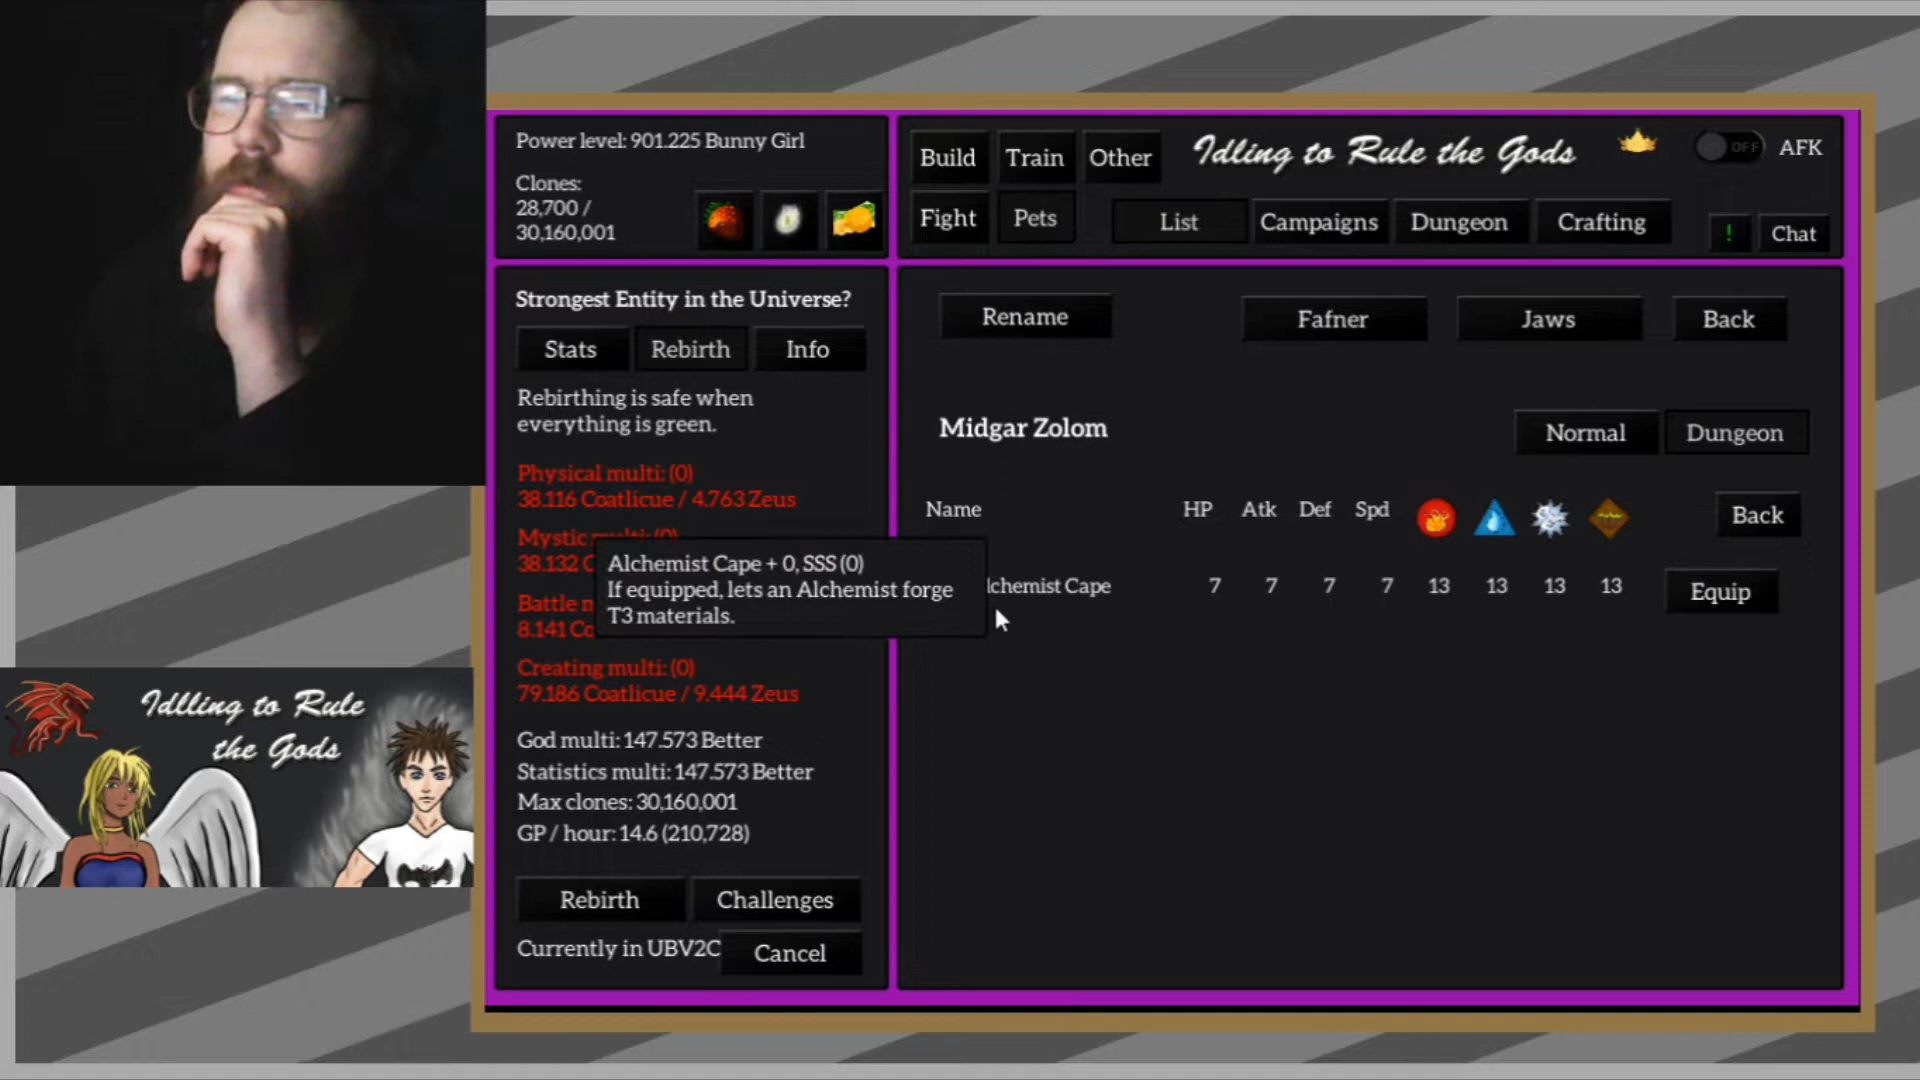 Power level: 901.225 Bunny Girl
Clones:
28,700 /
30,160,001
Build
Train
Other
Idling to Rule the Gods
OFF
AFK
Fight
Pets
List
Campaigns
Dungeon
Crafting
!
Chat
Strongest Entity in the Universe?
Stats
Rebirth
Info
Rebirthing is safe when
everything is green.
Physical multi: (0)
38.116 Coatlicue / 4.763 Zeus
Mystic multi: (0)
38.132 C
Battle m
8.141 Co
Creating multi: (0)
79.186 Coatlicue / 9.444 Zeus
God multi: 147.573 Better
Statistics multi: 147.573 Better
Max clones: 30,160,001
GP / hour: 14.6 (210,728)
Rebirth
Challenges
Currently in UBV2C
Cancel
Alchemist Cape + 0, SSS (0)
If equipped, lets an Alchemist forge
T3 materials.
Rename
Fafner
Jaws
Back
Midgar Zolom
Normal
Dungeon
Name
HP
Atk
Def
Spd
Back
lchemist Cape
7
7
7
7
13
13
13
13
Equip
Idlling to Rule
the Gods